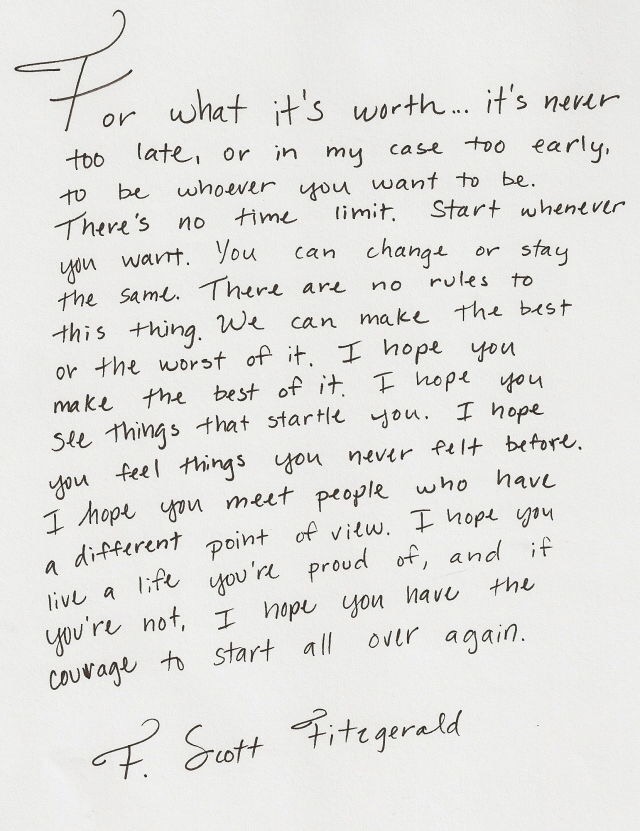 For what it's worth... it's never
too late, or in my case too early,
to be whoever you want to be.
There's no time limit. Start whenever
you want. You can change or stay
the same. There are no rules to
this thing. We can make the best
or the worst of it. I hope you
make the best of it. I hope you
see things that startle you. I hope
you feel things you never felt before.
I hope you meet people who have
a different point of view. I hope you
live a life you're proud of, and if
you're not, I hope you have the
courage to start all over again.
F. Scott Fitzgerald